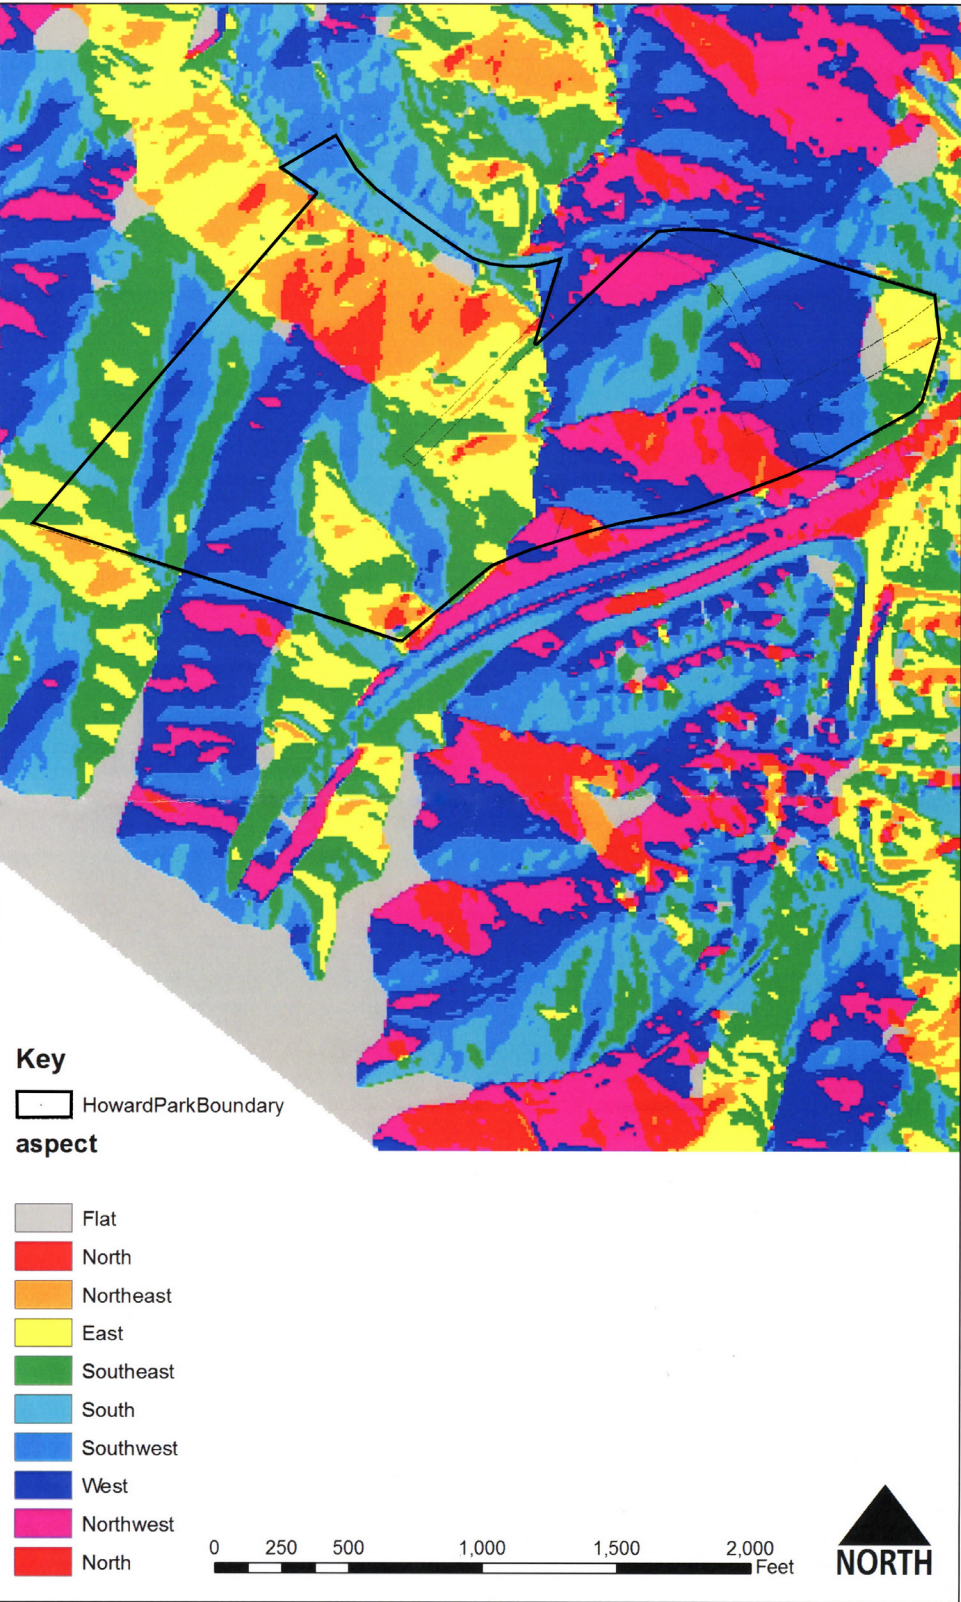 Key
HowardParkBoundary
aspect
Flat
North
Northeast
East
Southeast
South
Southwest
West
Northwest
North
0 250 500 1,000 1,500 2,000
Feet
NORTH